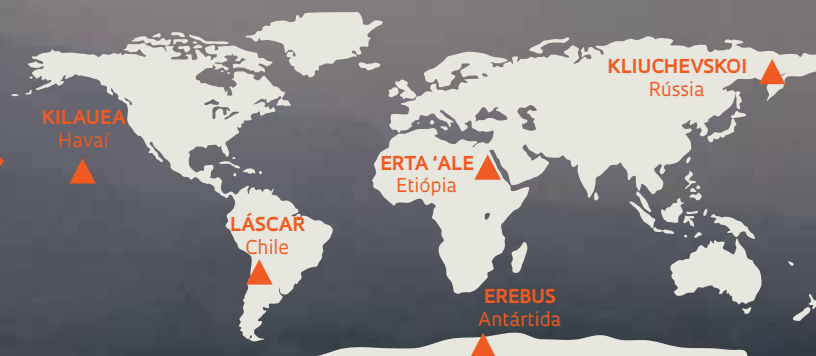 KLIUCHEVSKOI
Rússia
KILAUEA
Havaí
ERTA 'ALE
Etiópia
LÁSCAR
Chile
EREBUS
Antártida